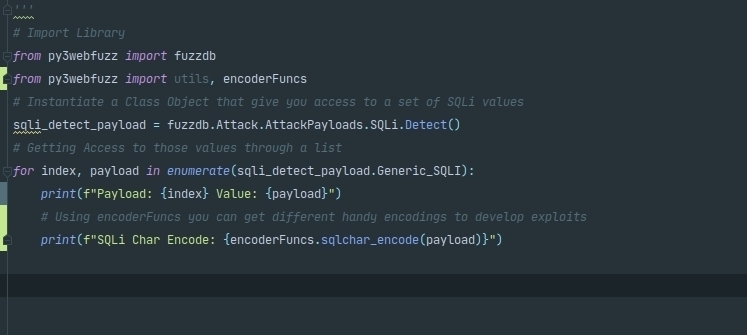 '''
# Import Library
from py3webfuzz import fuzzdb
from py3webfuzz import utils, encoderFuncs
# Instantiate a Class Object that give you access to a set of SQLi values
sqli_detect_payload = fuzzdb.Attack.AttackPayloads.SQLi.Detect()
# Getting Access to those values through a list
for index, payload in enumerate(sqli_detect_payload.Generic_SQLI):
    print(f"Payload: {index} Value: {payload}")
    # Using encoderFuncs you can get different handy encodings to develop exploits
    print(f"SQLi Char Encode: {encoderFuncs.sqlchar_encode(payload)}")